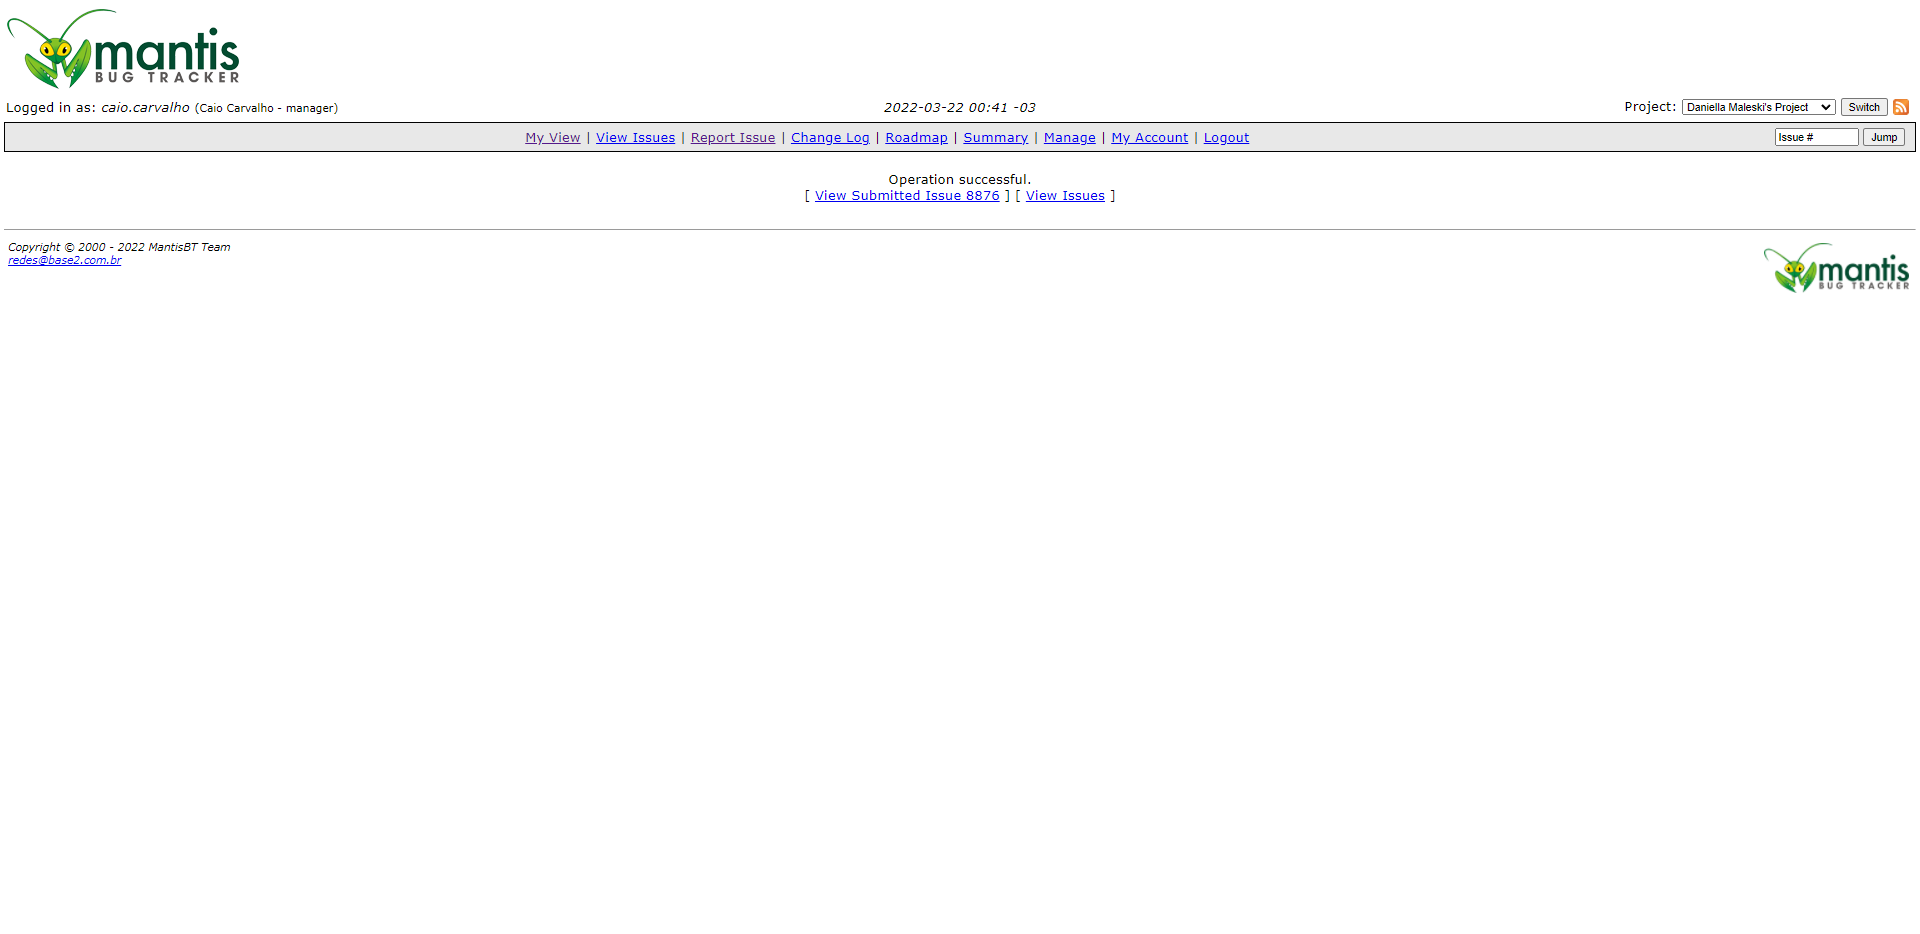 mantis
BUG TRACKER
Logged in as: caio.carvalho (Caio Carvalho - manager)
2022-03-22 00:41 -03
Project: Daniella Maleski's Project Switch
My View | View Issues | Report Issue | Change Log | Roadmap | Summary | Manage | My Account | Logout
Issue # Jump
Operation successful.
[ View Submitted Issue 8876 ] [ View Issues ]
Copyright © 2000 - 2022 MantisBT Team
redes@base2.com.br
mantis
BUG TRACKER